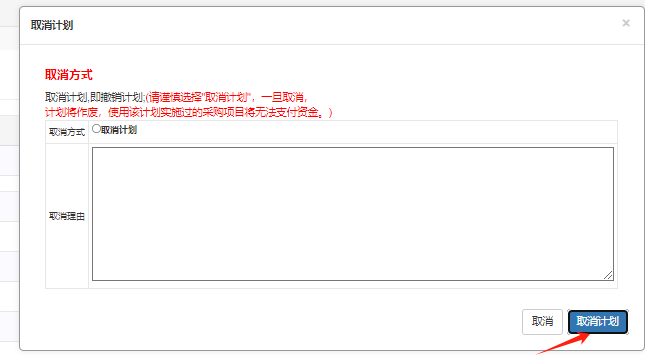 取消计划
×
取消方式
取消计划,即撤销计划;(请谨慎选择"取消计划"，一旦取消，
计划将作废，使用该计划实施过的采购项目将无法支付资金。)
取消方式 取消计划
取消理由
取消 取消计划